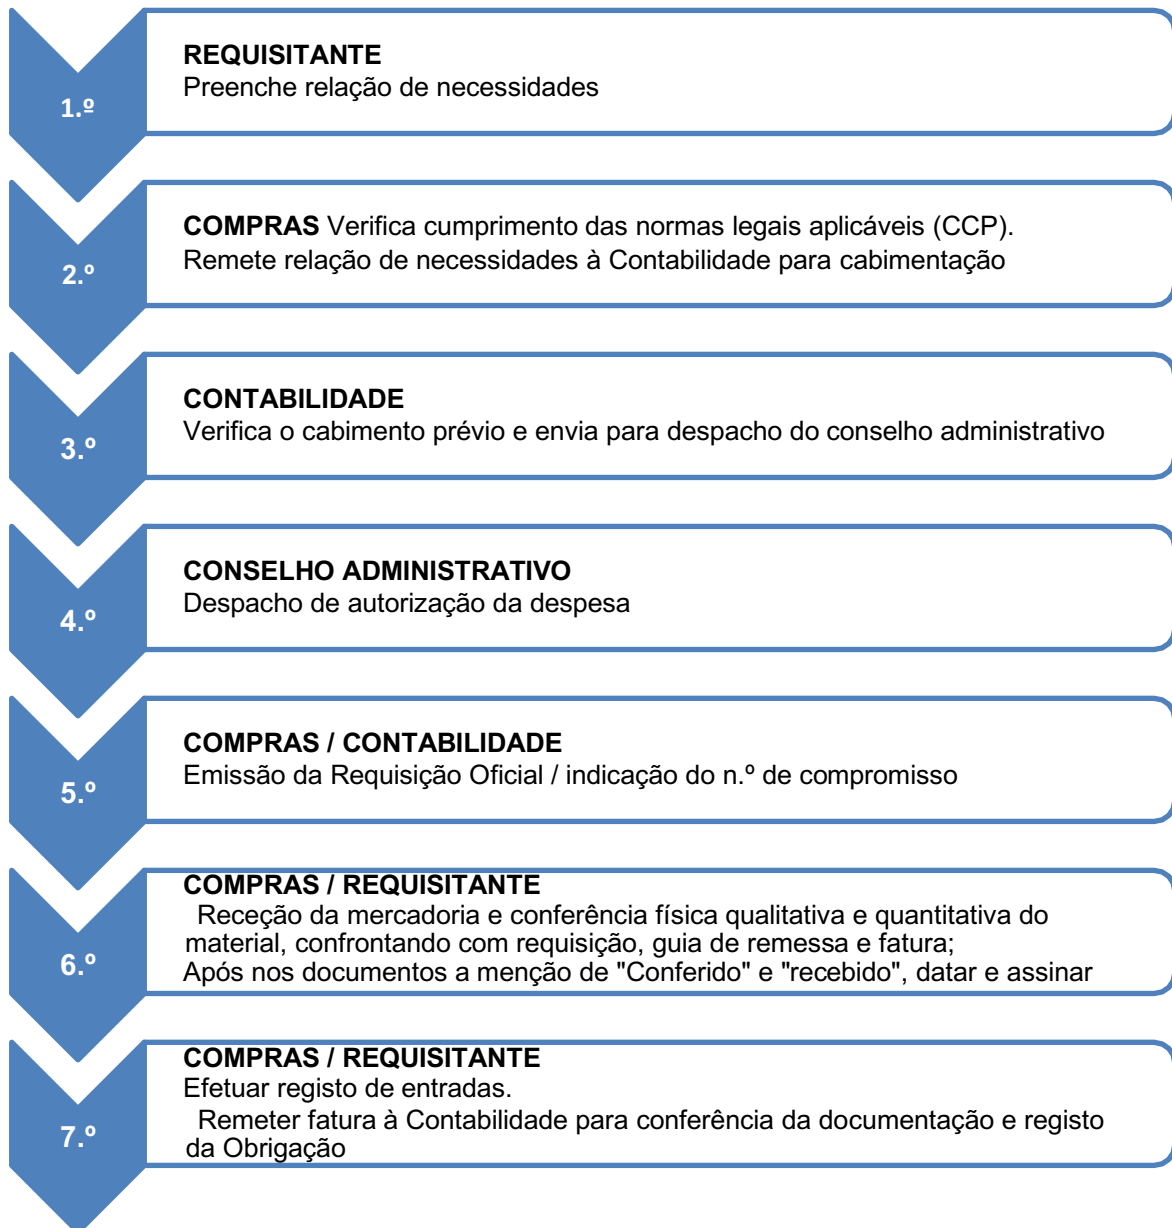 1.º
REQUISITANTE
Preenche relação de necessidades
2.º
COMPRAS Verifica cumprimento das normas legais aplicáveis (CCP).
Remete relação de necessidades à Contabilidade para cabimentação
3.º
CONTABILIDADE
Verifica o cabimento prévio e envia para despacho do conselho administrativo
4.º
CONSELHO ADMINISTRATIVO
Despacho de autorização da despesa
5.º
COMPRAS / CONTABILIDADE
Emissão da Requisição Oficial / indicação do n.º de compromisso
6.º
COMPRAS / REQUISITANTE
Receção da mercadoria e conferência física qualitativa e quantitativa do
material, confrontando com requisição, guia de remessa e fatura;
Após nos documentos a menção de "Conferido" e "recebido", datar e assinar
7.º
COMPRAS / REQUISITANTE
Efetuar registo de entradas.
Remeter fatura à Contabilidade para conferência da documentação e registo
da Obrigação